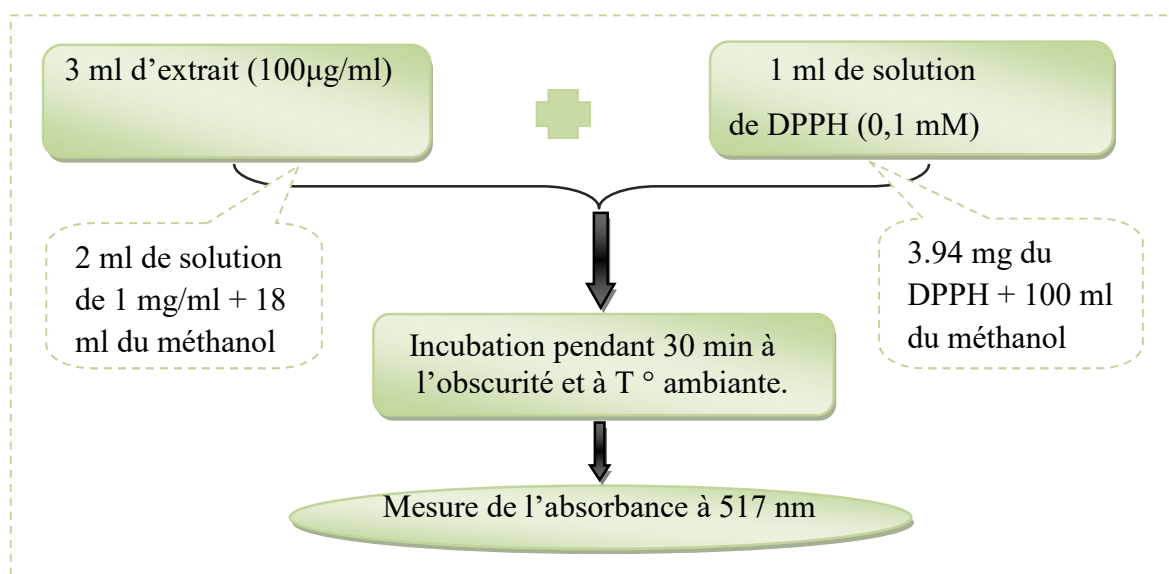 3 ml d’extrait (100μg/ml)
1 ml de solution
de DPPH (0,1 mM)
2 ml de solution
de 1 mg/ml + 18
ml du méthanol
3.94 mg du
DPPH + 100 ml
du méthanol
Incubation pendant 30 min à
l’obscurité et à T ° ambiante.
Mesure de l’absorbance à 517 nm